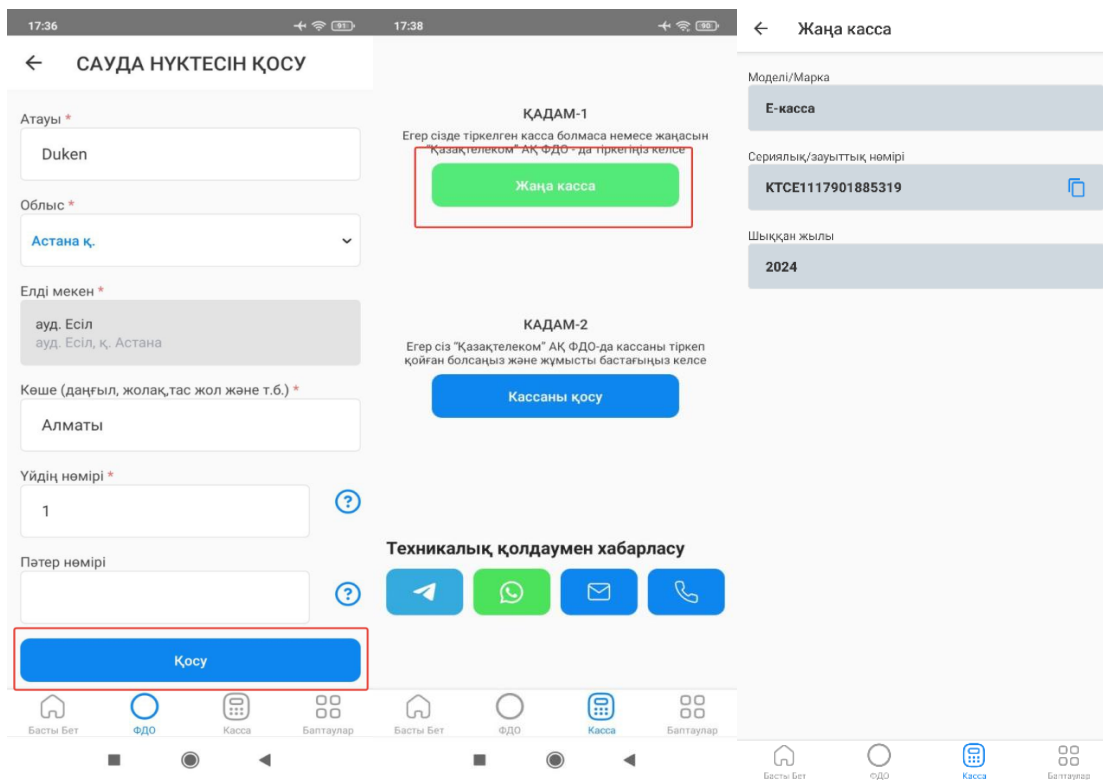 17:36
91
САУДА НҮКТЕСІН ҚОСУ
Атауы *
Duken
Облыс *
Астана қ.
Елді мекен *
ауд. Есіл
ауд. Есіл, қ. Астана
Көше (даңғыл, жолақ,тас жол және т.б.) *
Алматы
Үйдің нөмірі *
1
?
Пәтер нөмірі
?
Қосу
Басты Бет
ФДО
Касса
Баптаулар
17:38
90
ҚАДАМ-1
Егер сізде тіркелген касса болмаса немесе жаңасын
"Қазақтелеком" АҚ ФДО - да тіркегіңіз келсе
Жаңа касса
КАДАМ-2
Егер сіз "Қазақтелеком" АҚ ФДО-да кассаны тіркеп
қойған болсаңыз және жұмысты бастағыңыз келсе
Кассаны қосу
Техникалық қолдаумен хабарласу
Басты Бет
ФДО
Касса
Баптаулар
Жаңа касса
Моделі/Марка
Е-касса
Сериялық/зауыттық нөмірі
KTCE1117901885319
Шыққан жылы
2024
Басты Бет
ФДО
Касса
Баптаулар